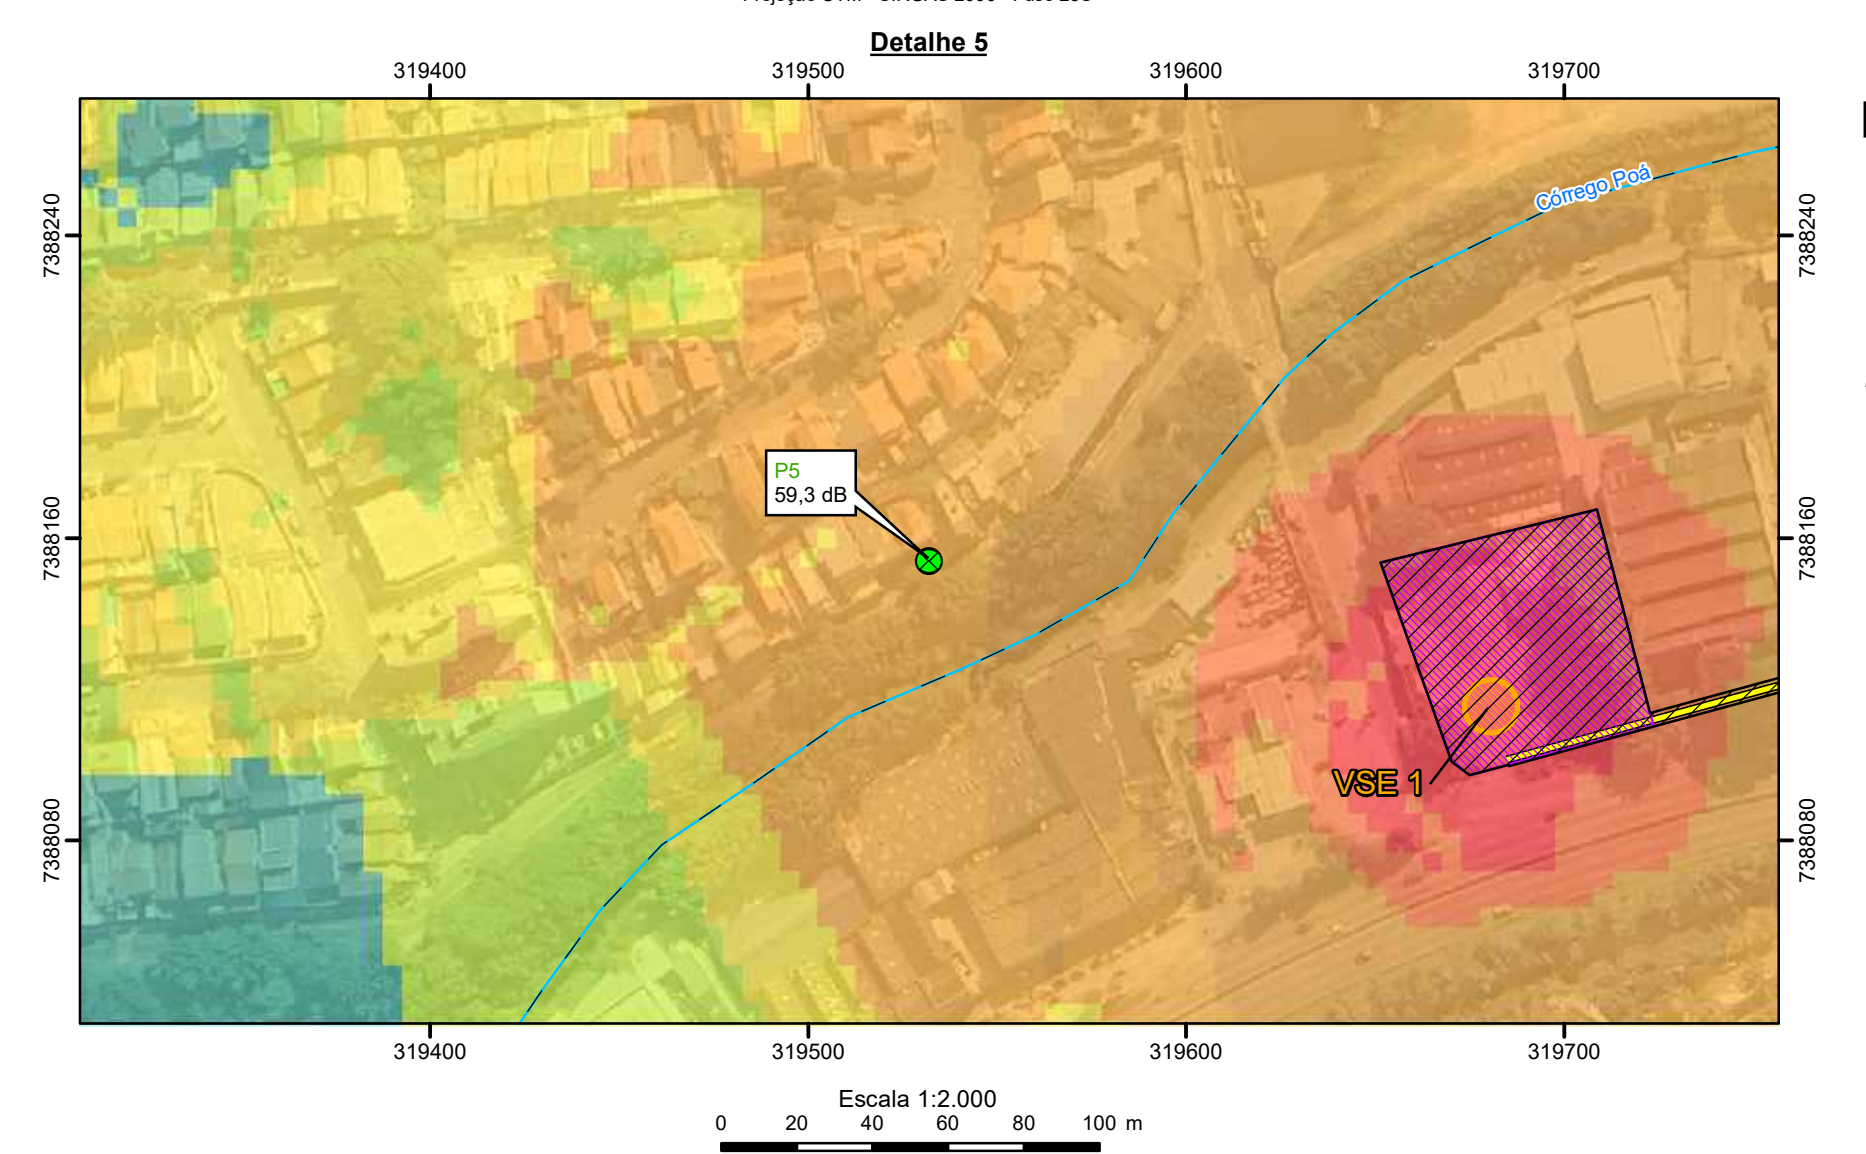 Detalhe 5
319400 319500 319600 319700
Córrego Poá
7388240 7388240
P5
59,3 dB
7388160 7388160
VSE 1
7388080 7388080
319400 319500 319600 319700
Escala 1:2.000
0 20 40 60 80 100 m